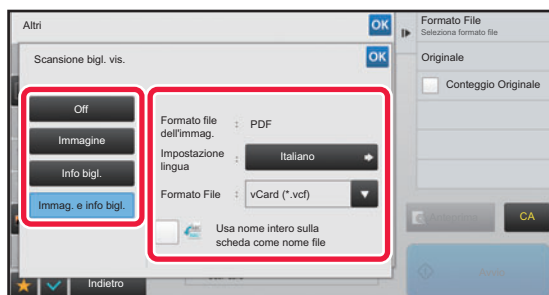 Altri
OK
Formato File
Seleziona formato file
Scansione bigl. vis.
OK
Originale
Conteggio Originale
Off
Immagine
Info bigl.
Immag. e info bigl.
Formato file
dell'immag.
:
PDF
Impostazione
lingua
:
Italiano
Formato File
:
vCard (*.vcf)
Usa nome intero sulla
scheda come nome file
CA
Indietro